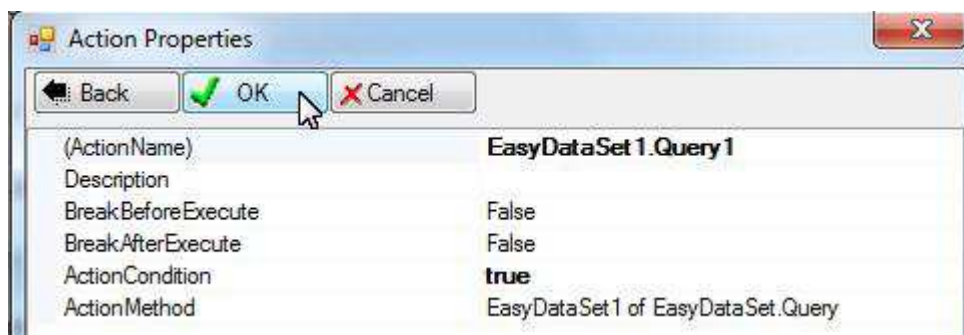 Action Properties
Back OK Cancel
(ActionName) EasyDataSet1.Query1
Description
BreakBeforeExecute False
BreakAfterExecute False
ActionCondition true
ActionMethod EasyDataSet1 of EasyDataSet.Query